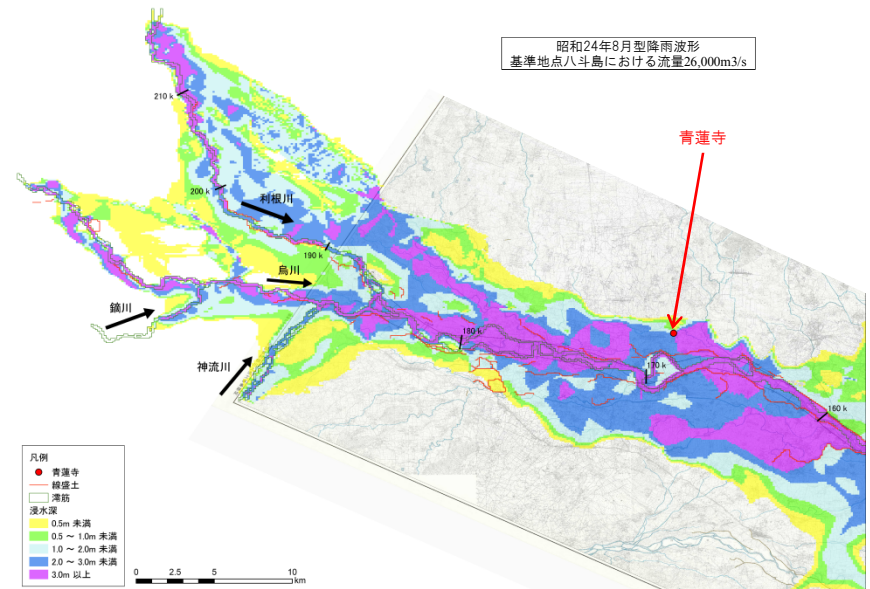 昭和24年8月型降雨波形
基準地点八斗島における流量26,000m3/s
青蓮寺
210 k
200 k
利根川
190 k
烏川
鏑川
神流川
180 k
170 k
160 k
凡例
青蓮寺
線盛土
澪筋
浸水深
0.5m 未満
0.5 ～ 1.0m 未満
1.0 ～ 2.0m 未満
2.0 ～ 3.0m 未満
3.0m 以上
0 2.5 5 10
km